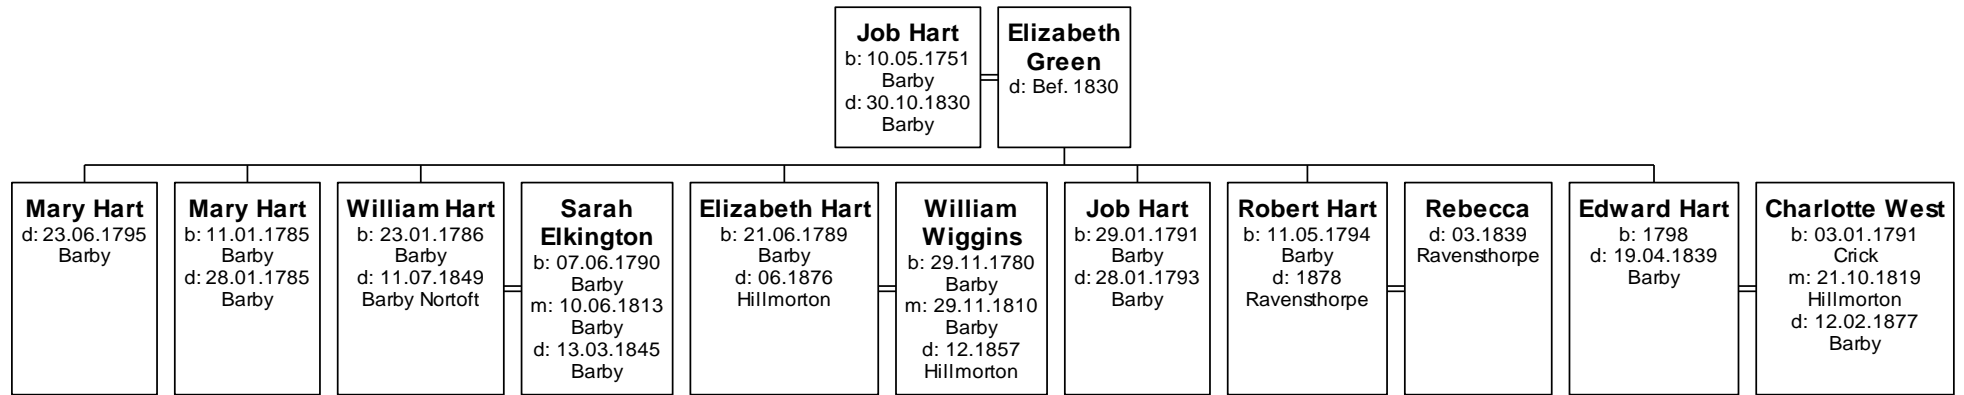 Job Hart
b: 10.05.1751
Barby
d: 30.10.1830
Barby
Elizabeth
Green
d: Bef. 1830
Mary Hart
d: 23.06.1795
Barby
Mary Hart
b: 11.01.1785
Barby
d: 28.01.1785
Barby
William Hart
b: 23.01.1786
Barby
d: 11.07.1849
Barby Nortoft
Sarah
Elkington
b: 07.06.1790
Barby
m: 10.06.1813
Barby
d: 13.03.1845
Barby
Elizabeth Hart
b: 21.06.1789
Barby
d: 06.1876
Hillmorton
William
Wiggins
b: 29.11.1780
Barby
m: 29.11.1810
Barby
d: 12.1857
Hillmorton
Job Hart
b: 29.01.1791
Barby
d: 28.01.1793
Barby
Robert Hart
b: 11.05.1794
Barby
d: 1878
Ravensthorpe
Rebecca
d: 03.1839
Ravensthorpe
Edward Hart
b: 1798
d: 19.04.1839
Barby
Charlotte West
b: 03.01.1791
Crick
m: 21.10.1819
Hillmorton
d: 12.02.1877
Barby